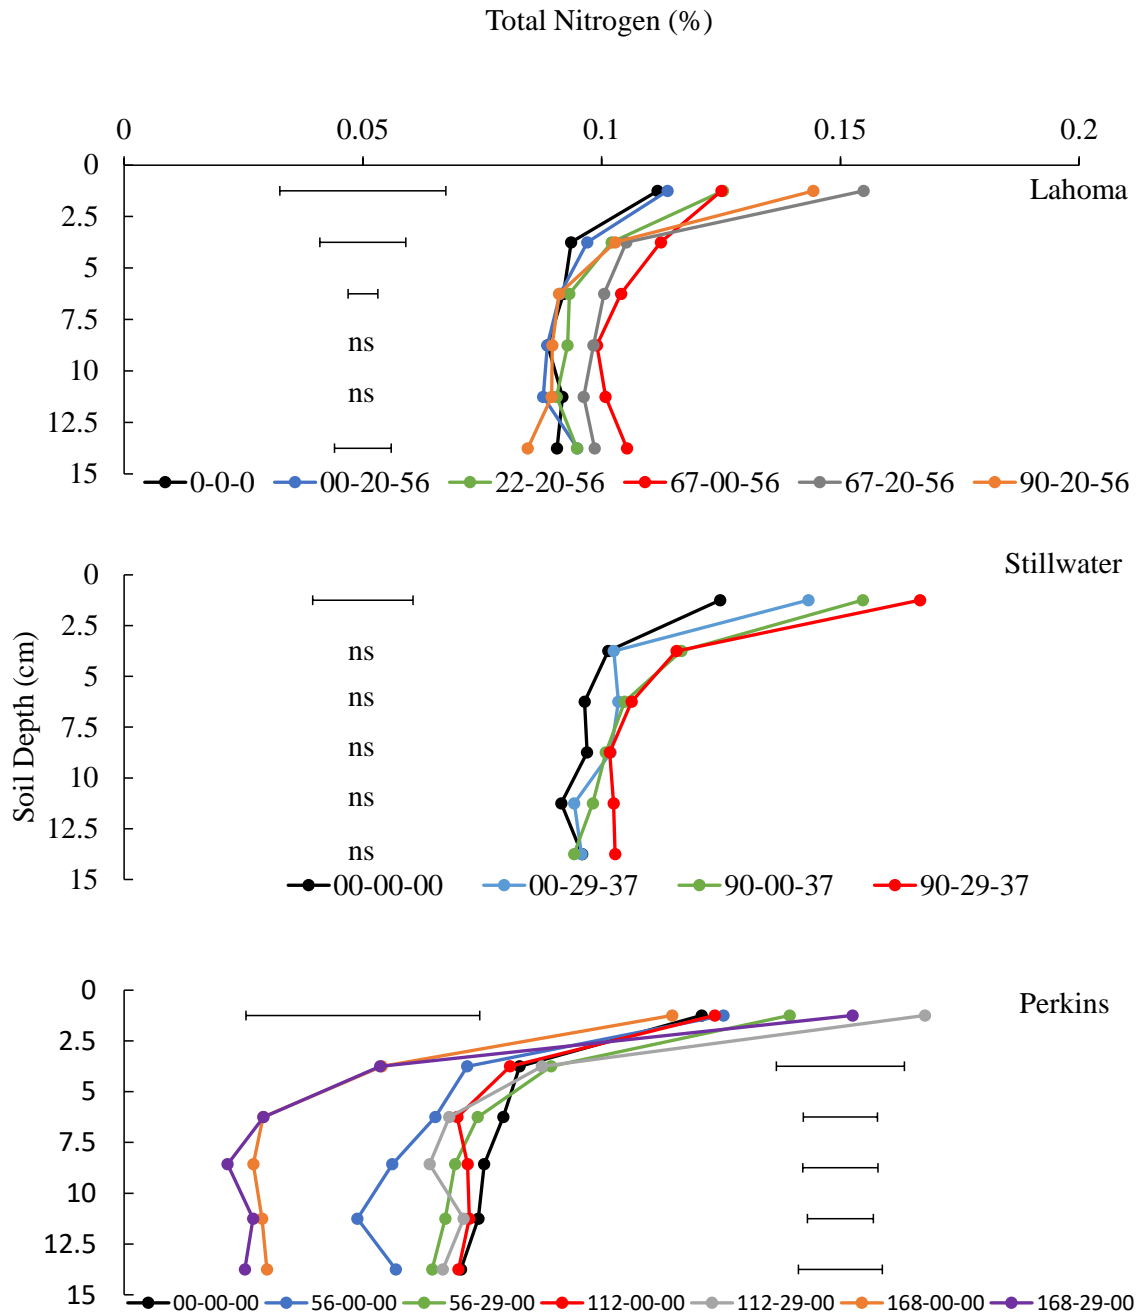 Total Nitrogen (%)
0 0.05 0.1 0.15 0.2
0
Lahoma
2.5
5
7.5
ns
10
ns
12.5
15
0-0-0 00-20-56 22-20-56 67-00-56 67-20-56 90-20-56
Stillwater
0
2.5
ns
5
ns
7.5
ns
10
ns
12.5
ns
15
Soil Depth (cm)
00-00-00 00-29-37 90-00-37 90-29-37
0
Perkins
2.5
5
7.5
10
12.5
15
00-00-00 56-00-00 56-29-00 112-00-00 112-29-00 168-00-00 168-29-00